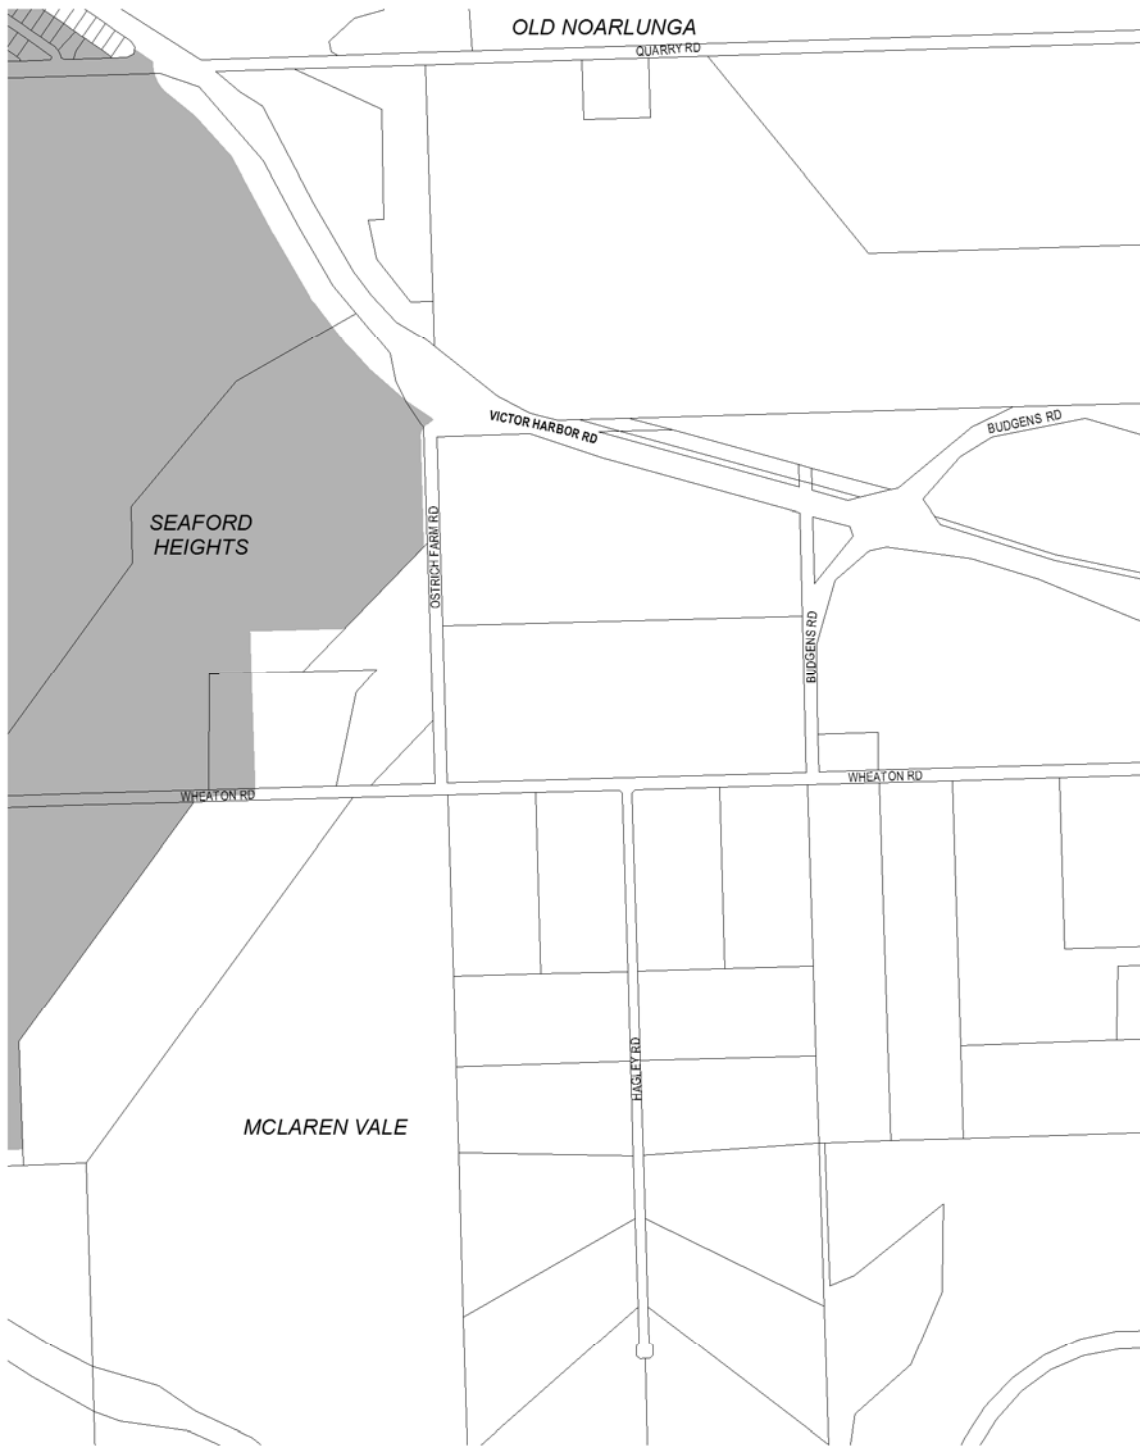 OLD NOARLUNGA
QUARRY RD
VICTOR HARBOR RD
BUDGENS RD
SEAFORD
HEIGHTS
OSTRICH FARM RD
BUDGENS RD
WHEATON RD
WHEATON RD
HAGLEY RD
MCLAREN VALE